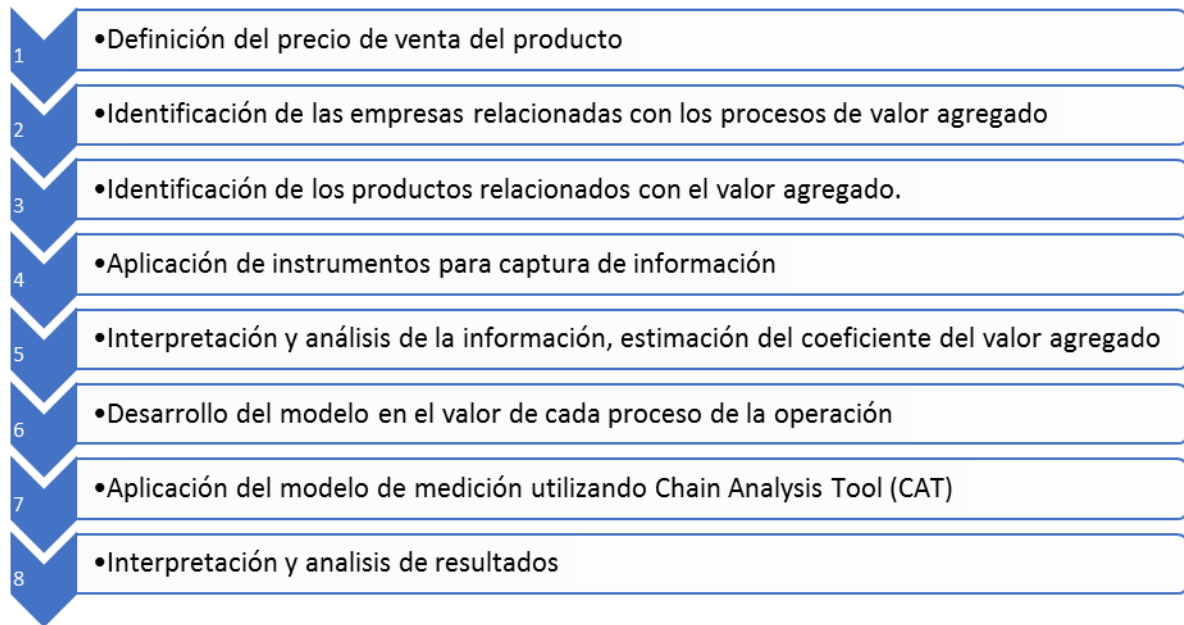 1 •Definición del precio de venta del producto
2 •Identificación de las empresas relacionadas con los procesos de valor agregado
3 •Identificación de los productos relacionados con el valor agregado.
4 •Aplicación de instrumentos para captura de información
5 •Interpretación y análisis de la información, estimación del coeficiente del valor agregado
6 •Desarrollo del modelo en el valor de cada proceso de la operación
7 •Aplicación del modelo de medición utilizando Chain Analysis Tool (CAT)
8 •Interpretación y analisis de resultados